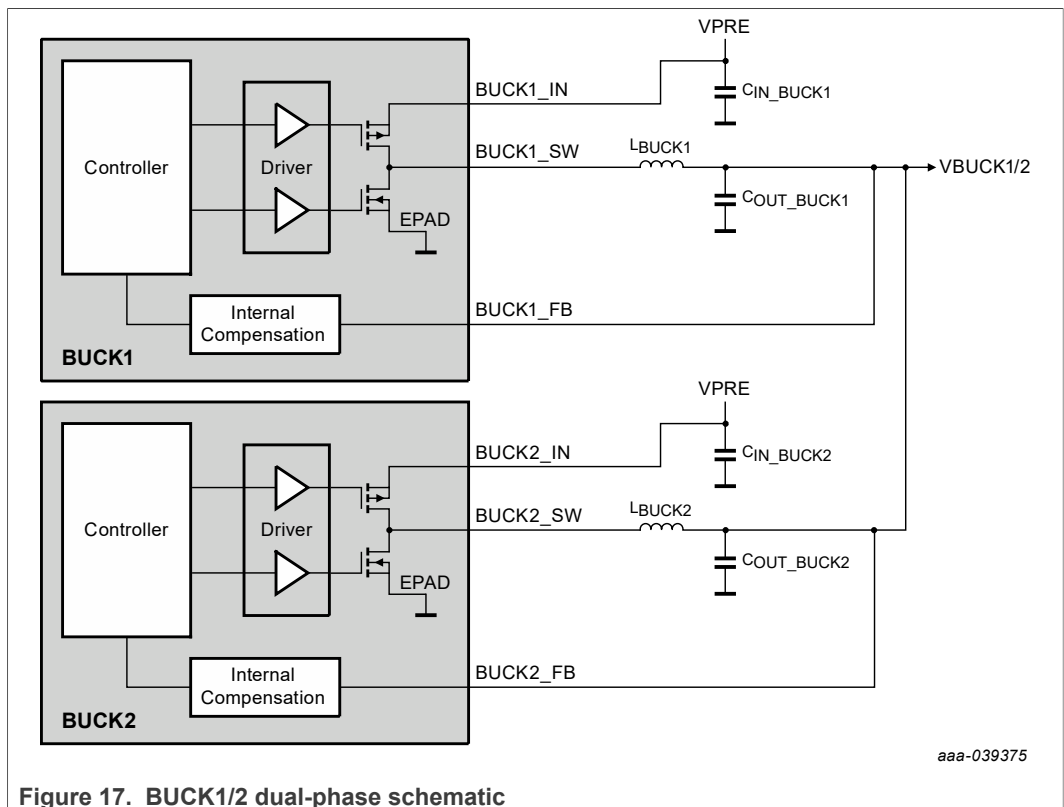 VPRE
BUCK1_IN
CIN_BUCK1
Controller
Driver
BUCK1_SW
LBUCK1
VBUCK1/2
COUT_BUCK1
EPAD
Internal
Compensation
BUCK1_FB
BUCK1
VPRE
BUCK2_IN
CIN_BUCK2
Controller
Driver
BUCK2_SW
LBUCK2
COUT_BUCK2
EPAD
Internal
Compensation
BUCK2_FB
BUCK2
aaa-039375
Figure 17. BUCK1/2 dual-phase schematic